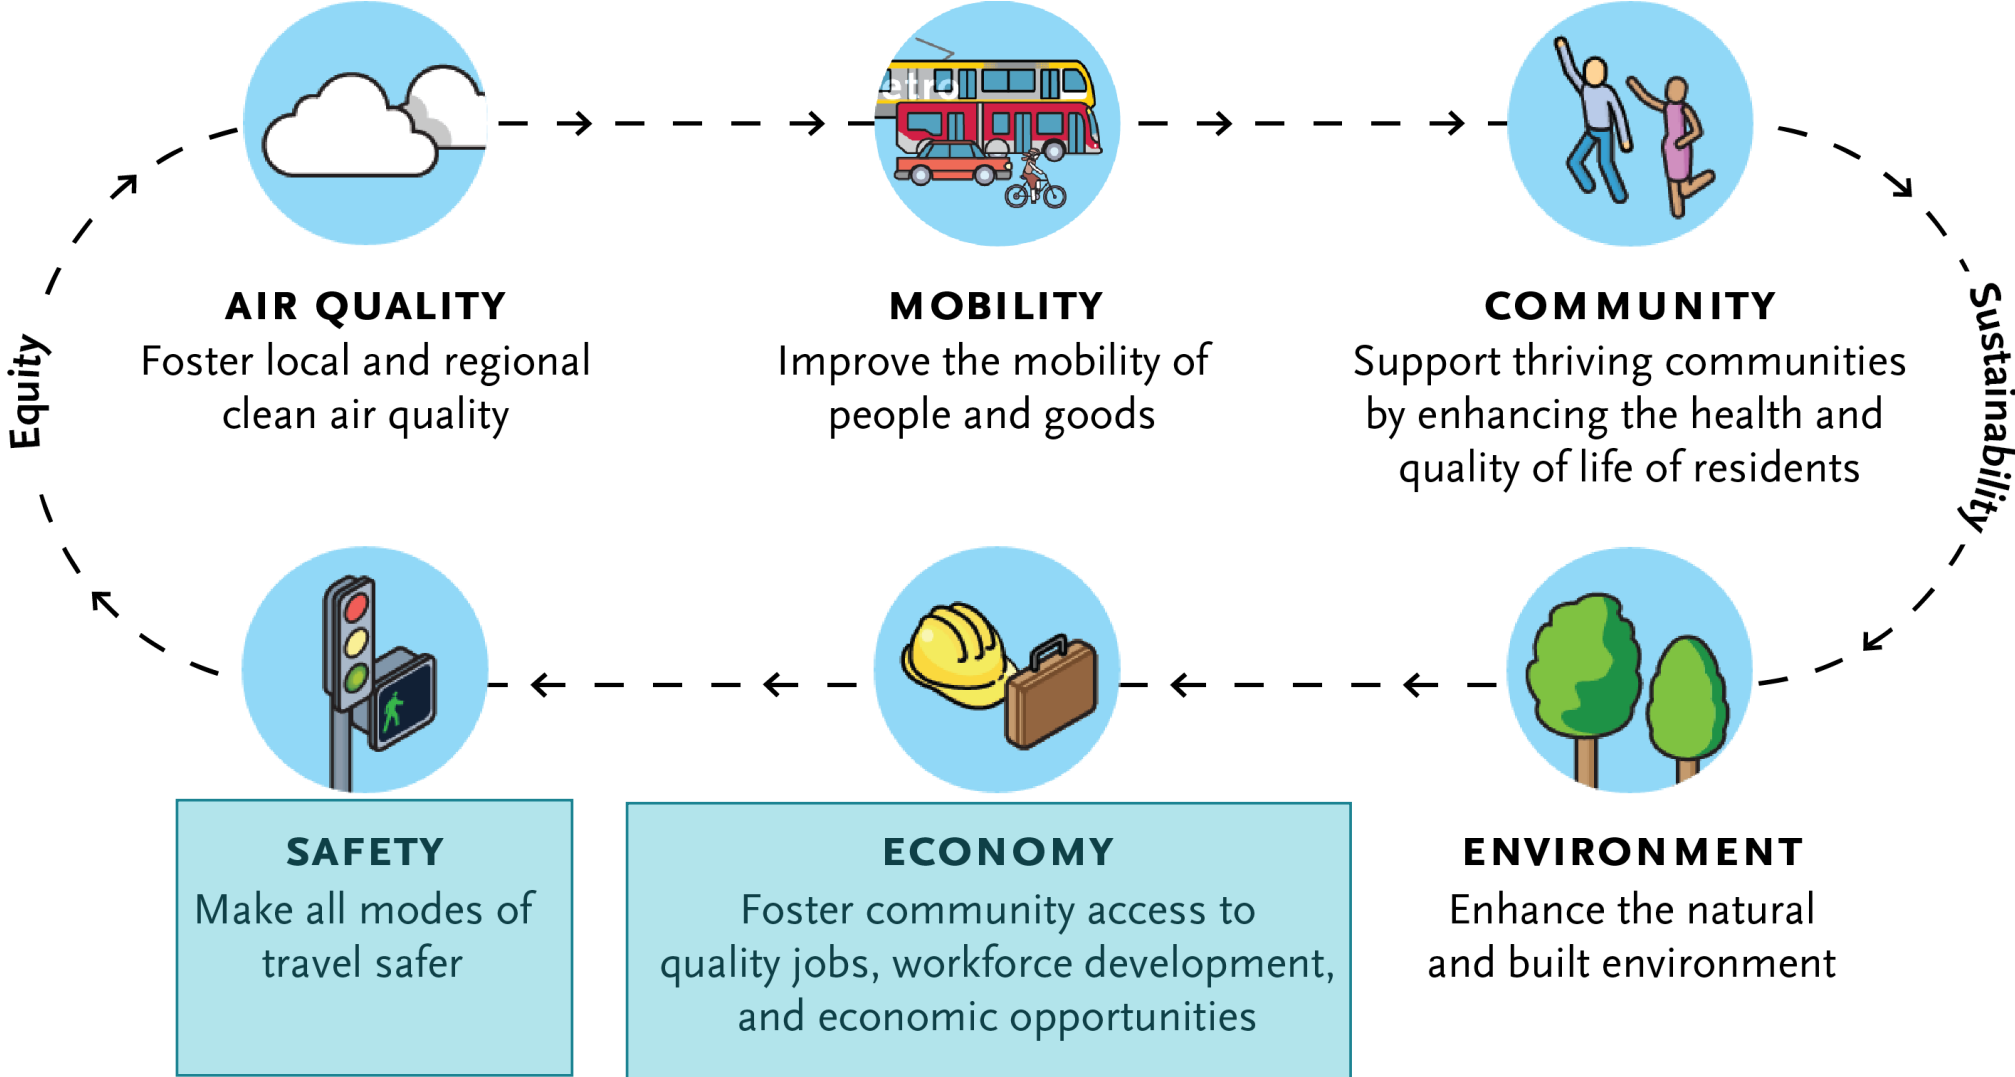 etro
AIR QUALITY
Foster local and regional
clean air quality
MOBILITY
Improve the mobility of
people and goods
COMMUNITY
Support thriving communities
by enhancing the health and
quality of life of residents
Equity
Sustainability
SAFETY
Make all modes of
travel safer
ECONOMY
Foster community access to
quality jobs, workforce development,
and economic opportunities
ENVIRONMENT
Enhance the natural
and built environment